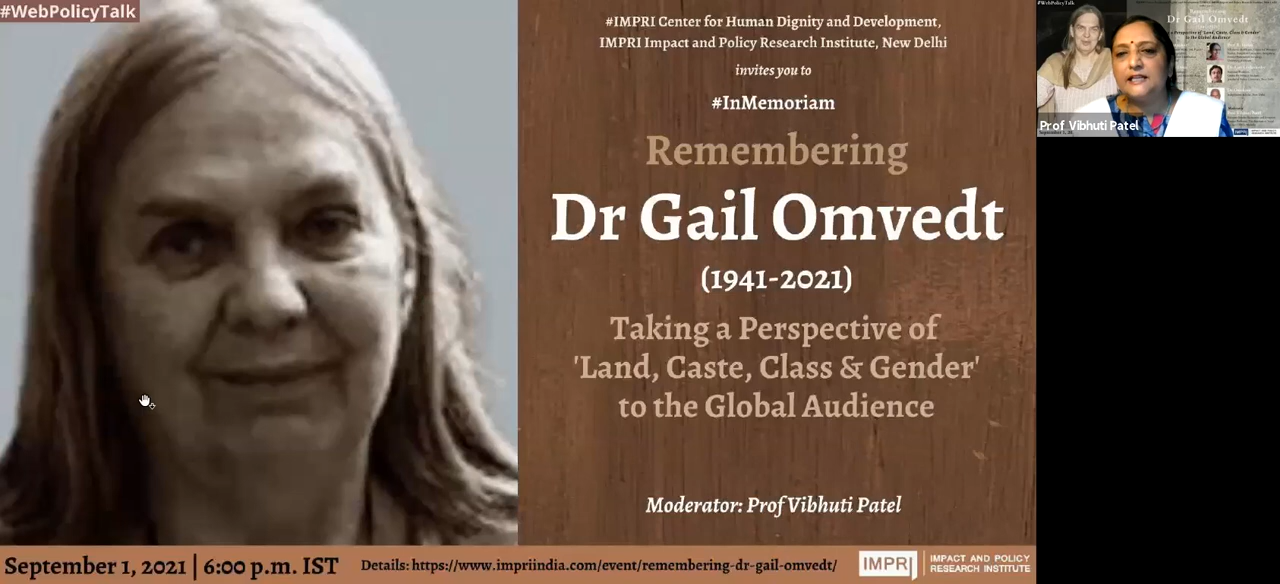 #WebPolicyTalk
#IMPRI Center for Human Dignity and Development,
IMPRI Impact and Policy Research Institute, New Delhi
invites you to
#InMemoriam
Remembering
Dr Gail Omvedt
(1941-2021)
Taking a Perspective of
'Land, Caste, Class & Gender'
to the Global Audience
Moderator: Prof Vibhuti Patel
September 1, 2021 | 6:00 p.m. IST
Details: https://www.impriindia.com/event/remembering-dr-gail-omvedt/
IMPRI
IMPACT AND POLICY
RESEARCH INSTITUTE
#WebPolicyTalk
Remembering
Dr Gail Omvedt
Prof. Vibhuti Patel
IMPRI